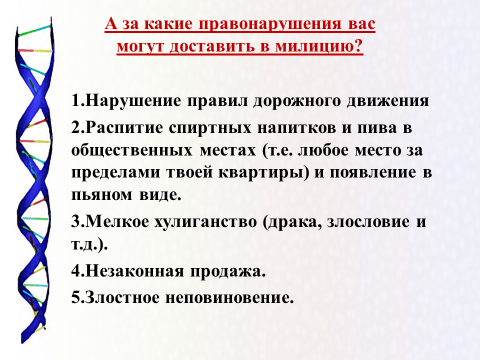 А за какие правонарушения вас
могут доставить в милицию?
1.Нарушение правил дорожного движения
2.Распитие спиртных напитков и пива в
общественных местах (т.е. любое место за
пределами твоей квартиры) и появление в
пьяном виде.
3.Мелкое хулиганство (драка, злословие и
т.д.).
4.Незаконная продажа.
5.Злостное неповиновение.